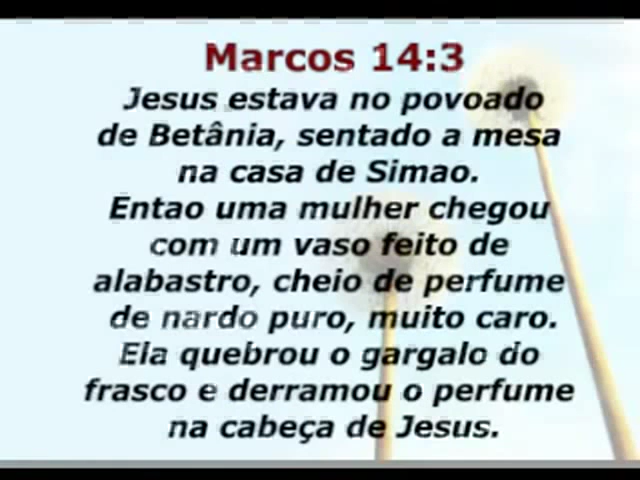 Marcos 14:3
Jesus estava no povoado
de Betânia, sentado a mesa
na casa de Simao.
Entao uma mulher chegou
com um vaso feito de
alabastro, cheio de perfume
de nardo puro, muito caro.
Ela quebrou o gargalo do
frasco e derramou o perfume
na cabeça de Jesus.